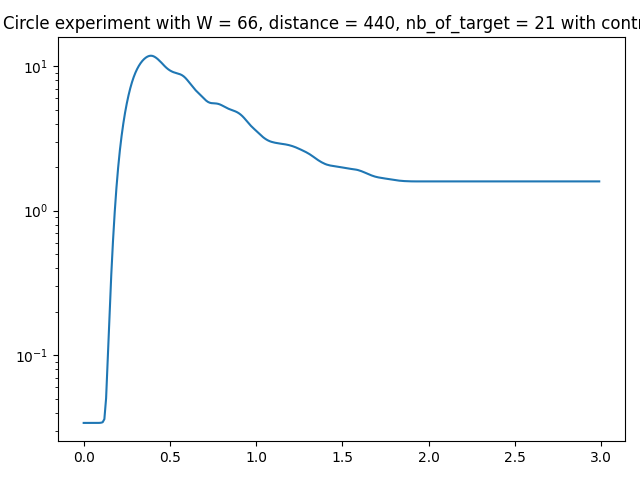 Circle experiment with W = 66, distance = 440, nb_of_target = 21 with
10¹
10⁰
10⁻¹
0.0 0.5 1.0 1.5 2.0 2.5 3.0